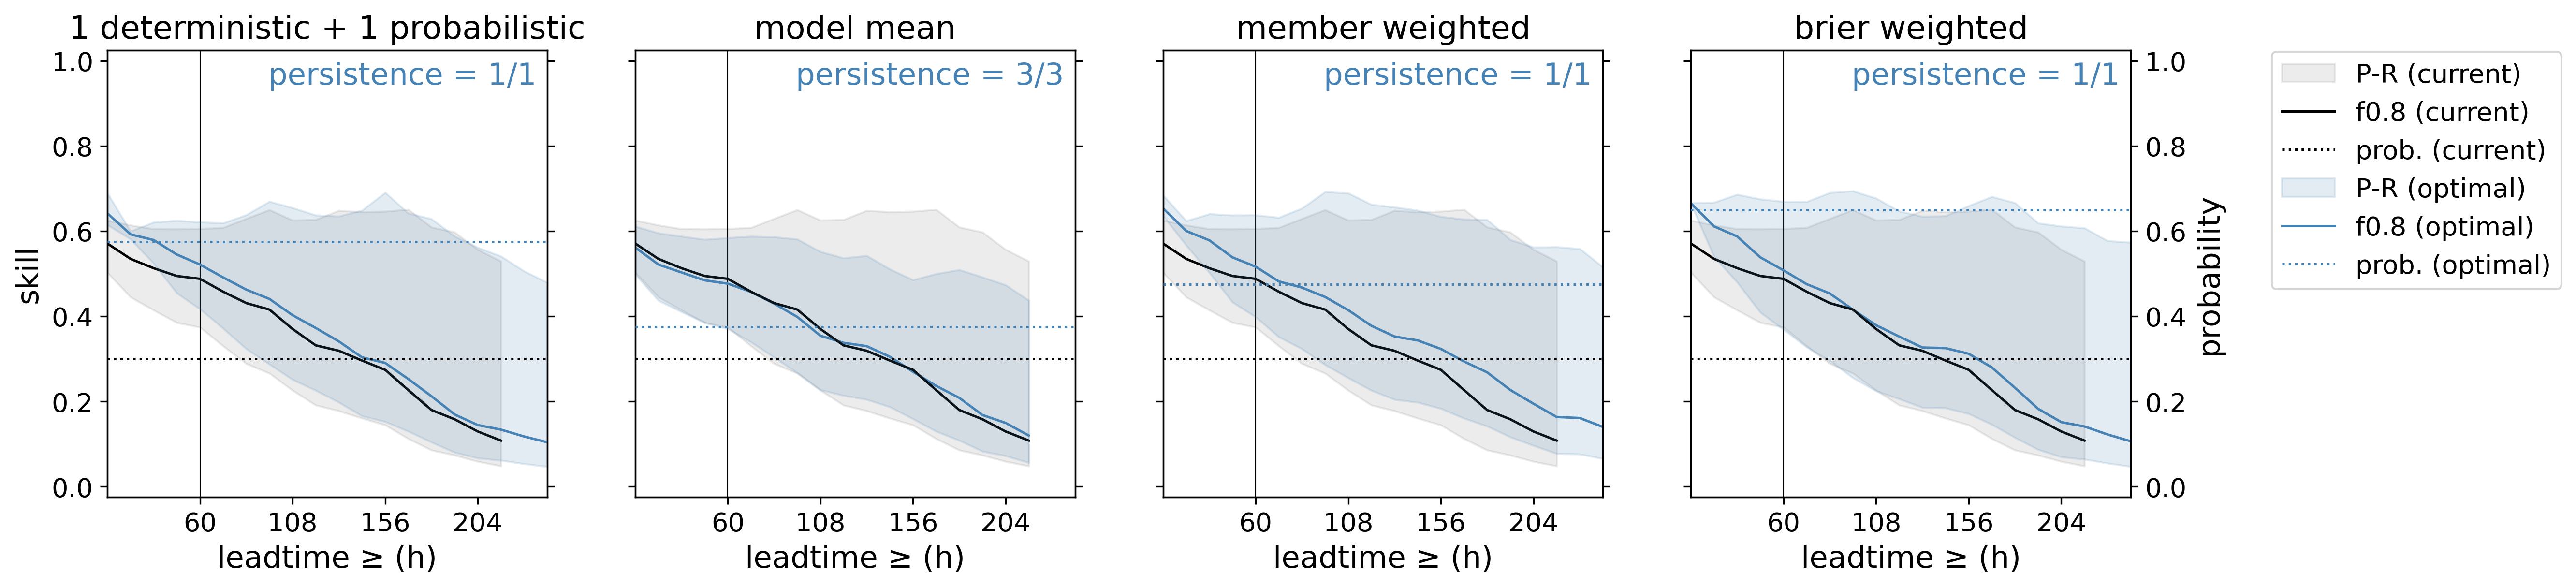 1 deterministic + 1 probabilistic
model mean
member weighted
brier weighted
persistence = 1/1
persistence = 3/3
persistence = 1/1
persistence = 1/1
skill
1.0
0.8
0.6
0.4
0.2
0.0
60 108 156 204
60 108 156 204
60 108 156 204
60 108 156 204
leadtime ≥ (h)
leadtime ≥ (h)
leadtime ≥ (h)
leadtime ≥ (h)
1.0
0.8
0.6
0.4
0.2
0.0
probability
P-R (current)
f0.8 (current)
prob. (current)
P-R (optimal)
f0.8 (optimal)
prob. (optimal)